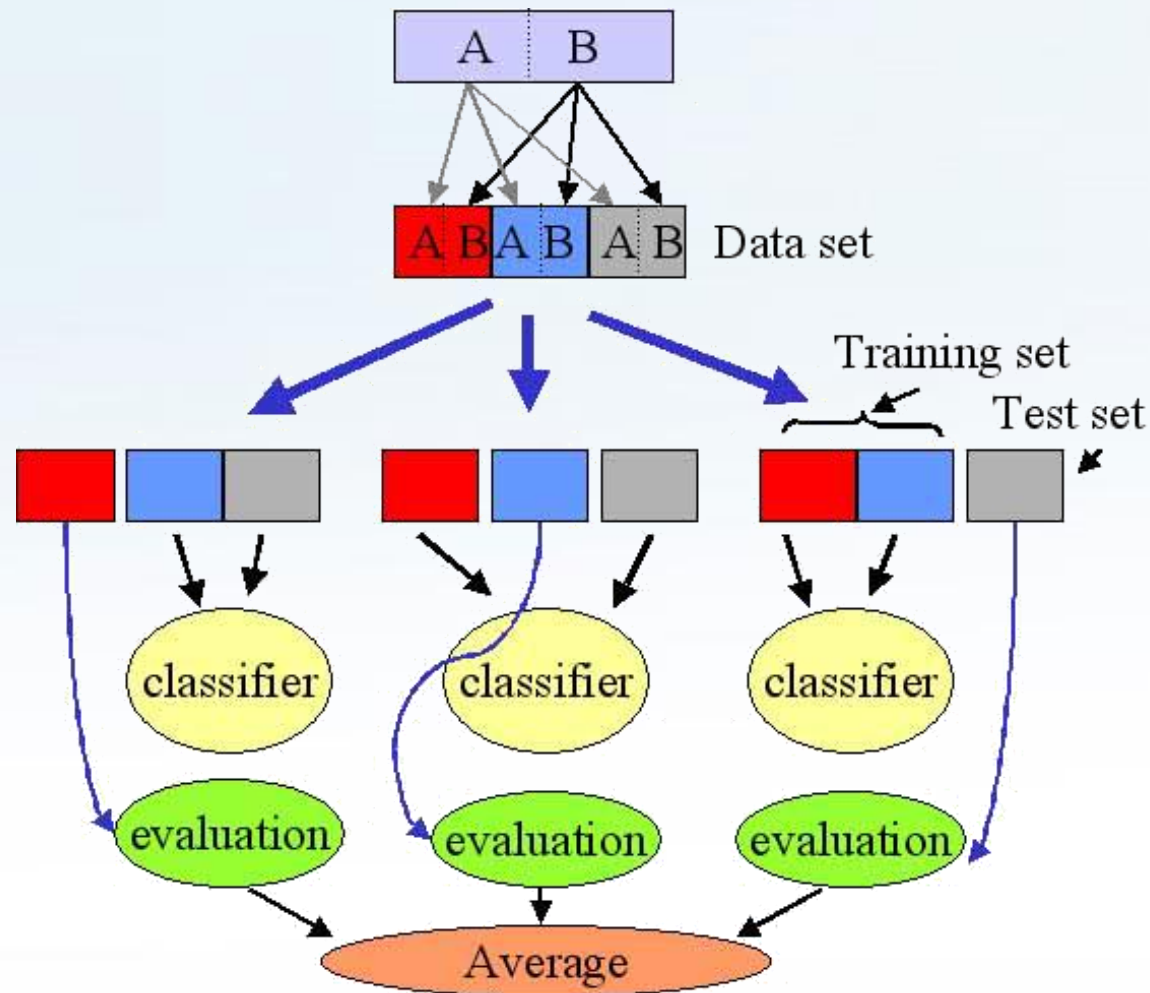 A B
A B A B A B Data set
Training set
Test set
classifier classifier classifier
evaluation evaluation evaluation
Average